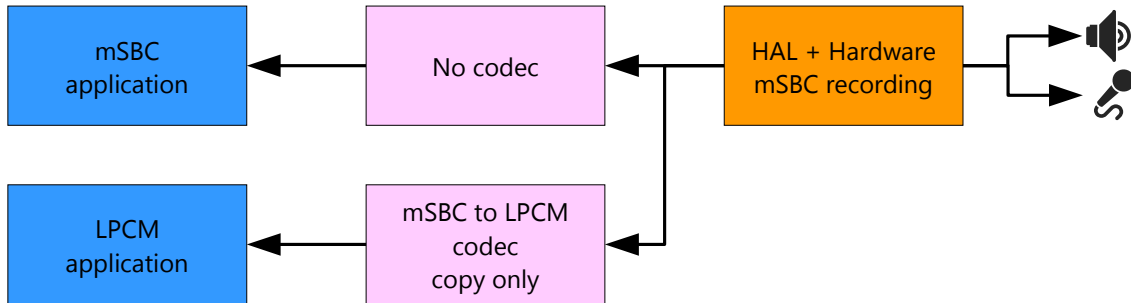 mSBC
application
No codec
HAL + Hardware
mSBC recording
LPCM
application
mSBC to LPCM
codec
copy only